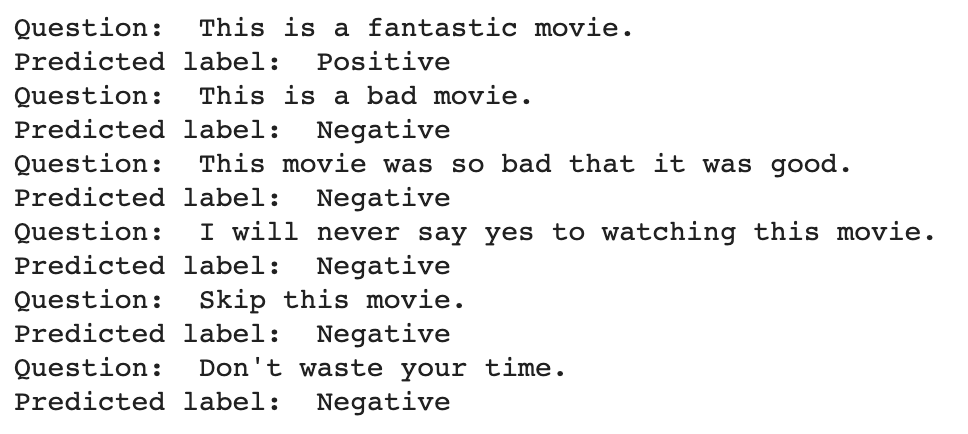 Question:  This is a fantastic movie.
Predicted label:  Positive
Question:  This is a bad movie.
Predicted label:  Negative
Question:  This movie was so bad that it was good.
Predicted label:  Negative
Question:  I will never say yes to watching this movie.
Predicted label:  Negative
Question:  Skip this movie.
Predicted label:  Negative
Question:  Don't waste your time.
Predicted label:  Negative